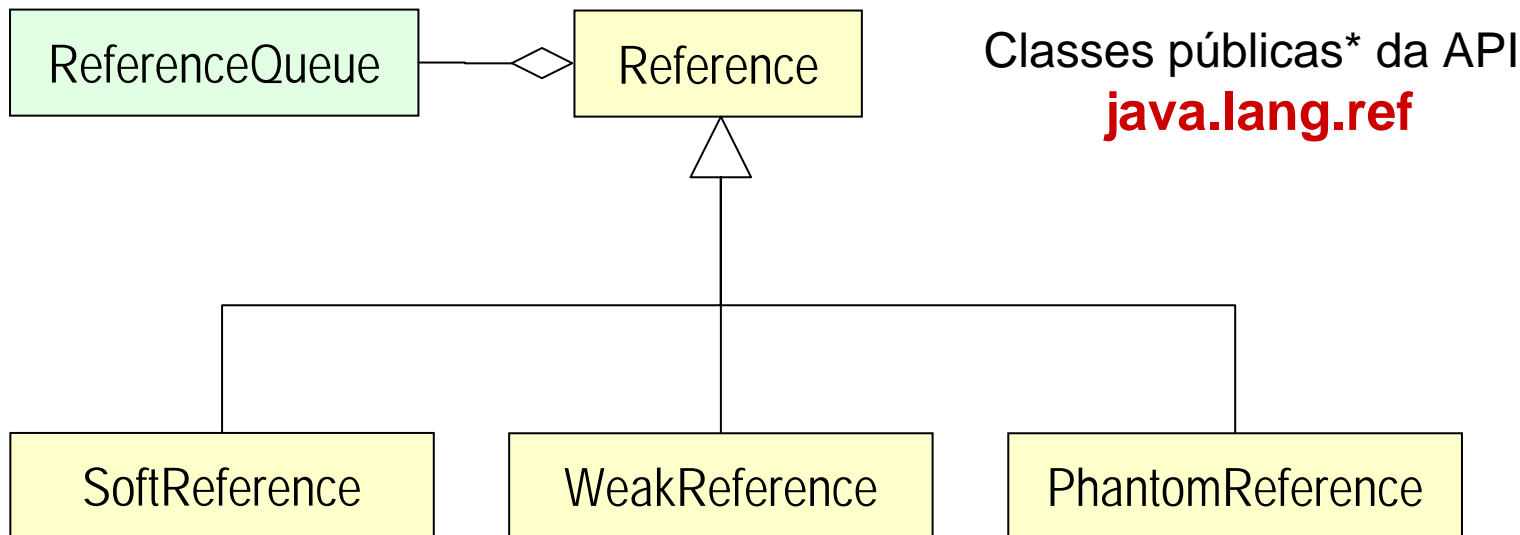 ReferenceQueue
Reference
Classes públicas* da API
java.lang.ref
SoftReference
WeakReference
PhantomReference